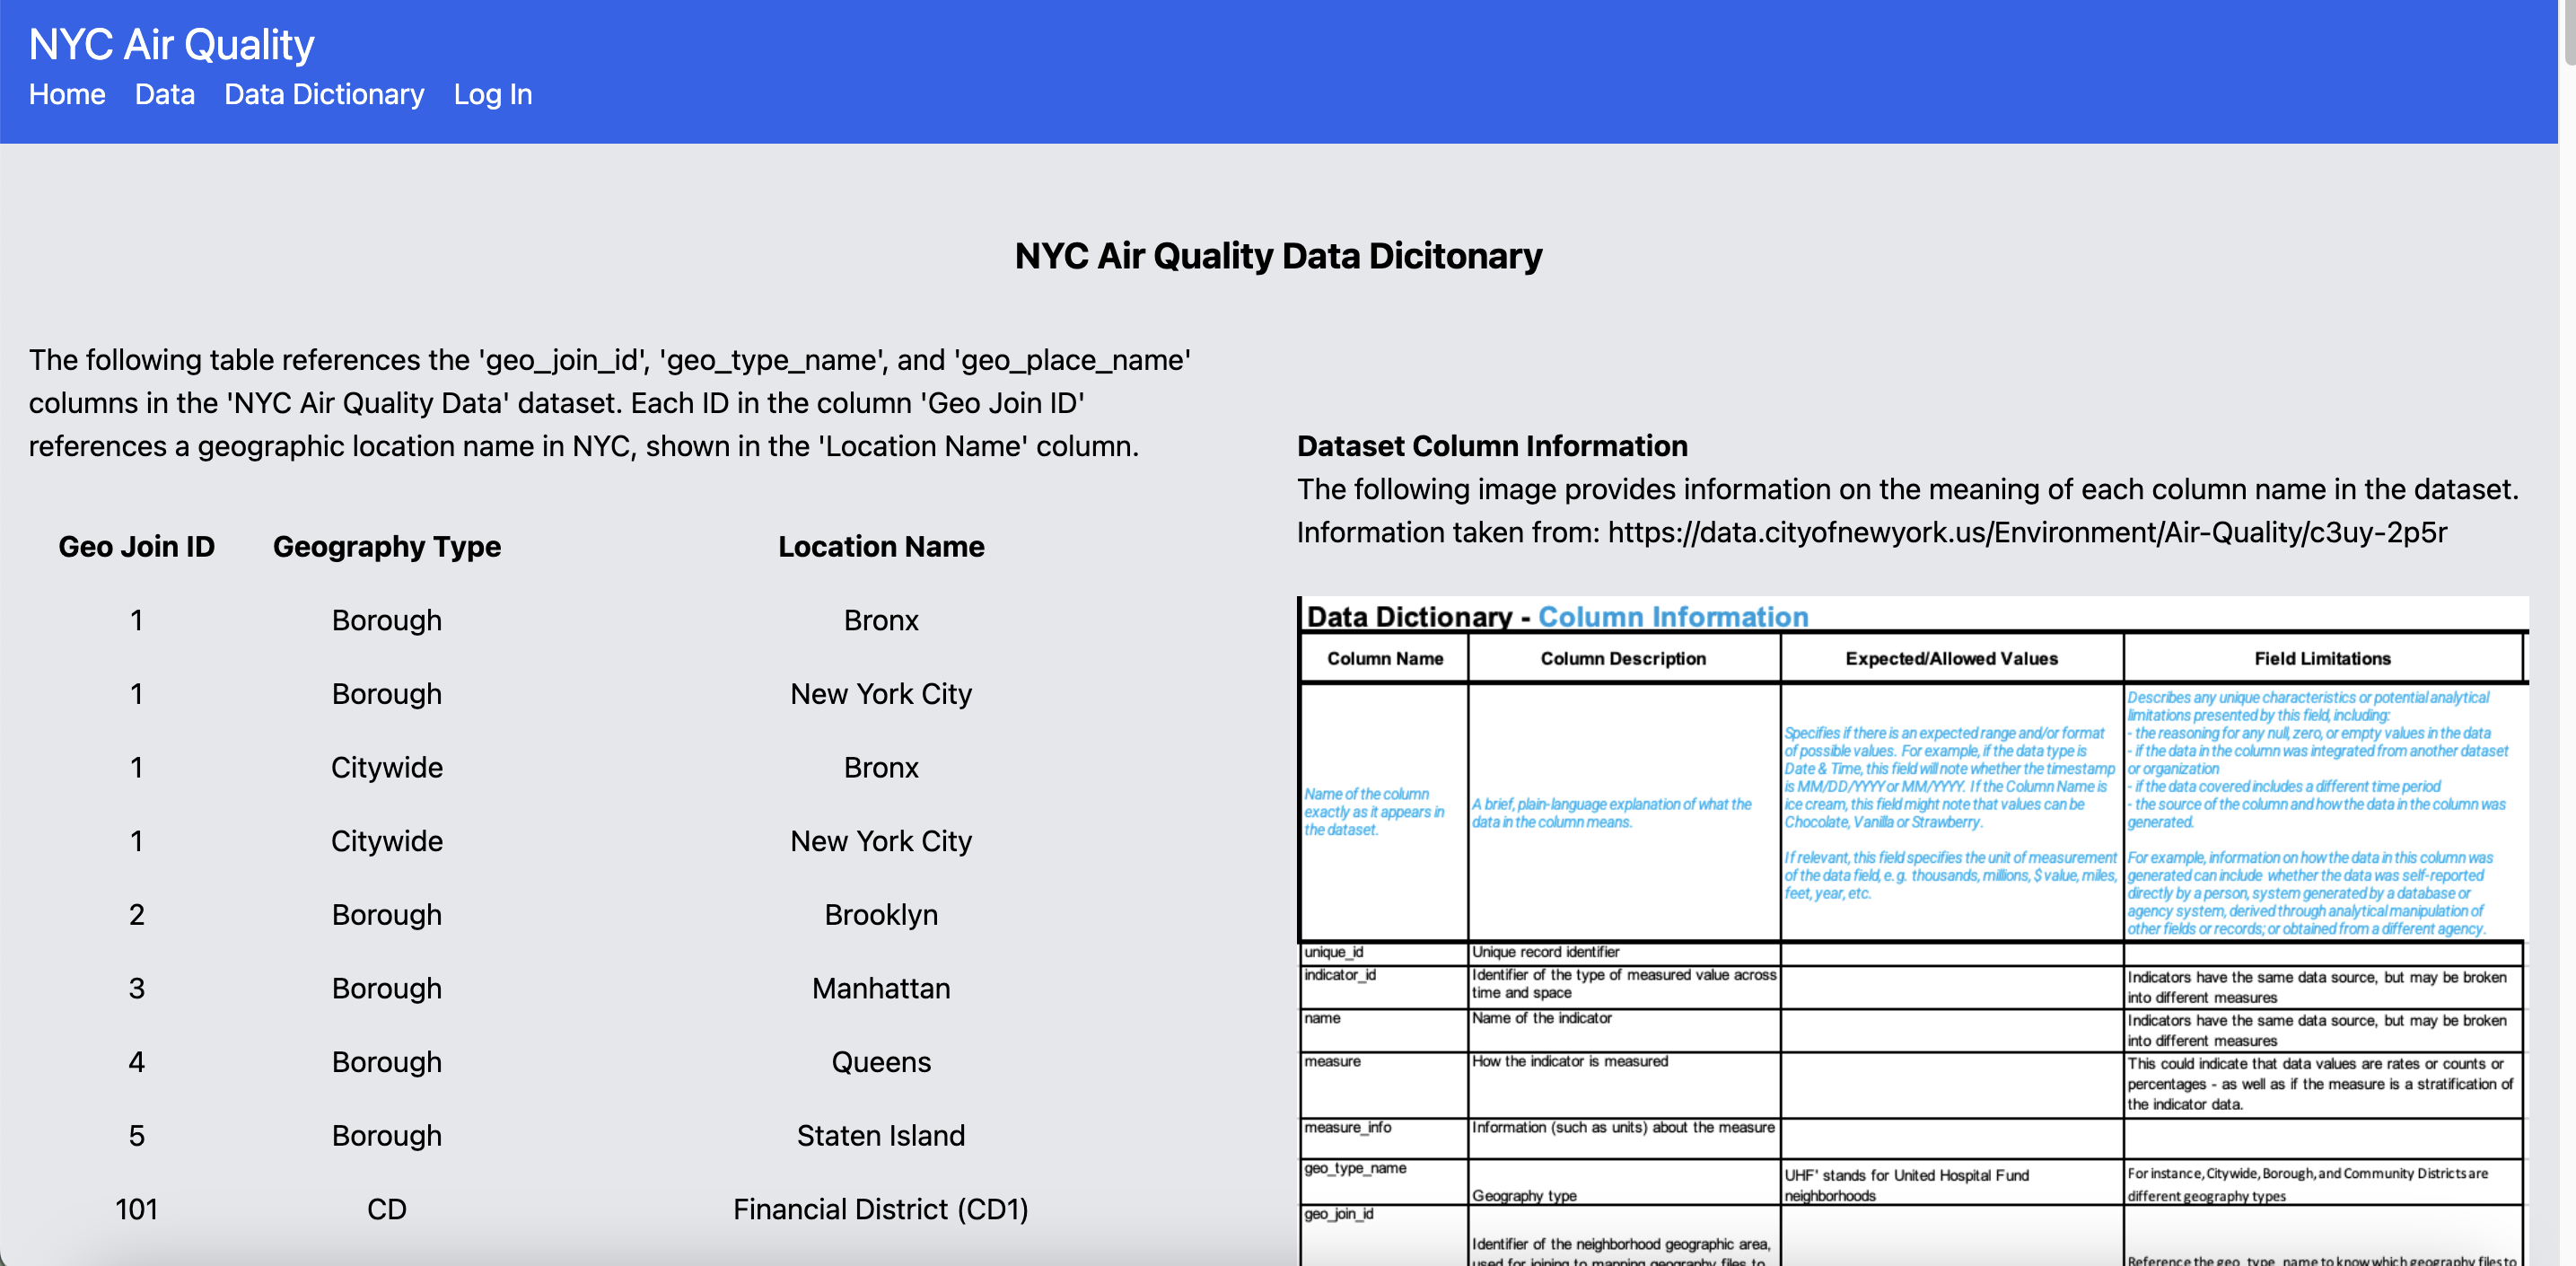 NYC Air Quality
Home Data Data Dictionary Log In
NYC Air Quality Data Dicitonary
The following table references the 'geo_join_id', 'geo_type_name', and 'geo_place_name'
columns in the 'NYC Air Quality Data' dataset. Each ID in the column 'Geo Join ID'
references a geographic location name in NYC, shown in the 'Location Name' column.
Geo Join ID Geography Type Location Name
1 Borough Bronx
1 Borough New York City
1 Citywide Bronx
1 Citywide New York City
2 Borough Brooklyn
3 Borough Manhattan
4 Borough Queens
5 Borough Staten Island
101 CD Financial District (CD1)
Dataset Column Information
The following image provides information on the meaning of each column name in the dataset.
Information taken from: https://data.cityofnewyork.us/Environment/Air-Quality/c3uy-2p5r
Data Dictionary - Column Information
Column Name Column Description Expected/Allowed Values Field Limitations
Name of the column
exactly as it appears in
the dataset.
A brief, plain-language explanation of what the
data in the column means.
Specifies if there is an expected range and/or format
of possible values. For example, if the data type is
Date & Time, this field will note whether the timestamp
is MM/DD/YYYY or MM/YYYY. If the Column Name is
ice cream, this field might note that values can be
Chocolate, Vanilla or Strawberry.
If relevant, this field specifies the unit of measurement
of the data field, e.g. thousands, millions, $ value, miles,
feet, year, etc.
Describes any unique characteristics or potential analytical
limitations presented by this field, including:
- the reasoning for any null, zero, or empty values in the data
- if the data in the column was integrated from another dataset
or organization
- if the data covered includes a different time period
- the source of the column and how the data in the column was
generated.
For example, information on how the data in this column was
generated can include whether the data was self-reported
directly by a person, system generated by a database or
agency system, derived through analytical manipulation of
other fields or records; or obtained from a different agency.
unique_id Unique record identifier
indicator_id
Identifier of the type of measured value across
time and space
Indicators have the same data source, but may be broken
into different measures
name Name of the indicator
Indicators have the same data source, but may be broken
into different measures
measure How the indicator is measured
This could indicate that data values are rates or counts or
percentages - as well as if the measure is a stratification of
the indicator data.
measure_info Information (such as units) about the measure
geo_type_name
Geography type
UHF' stands for United Hospital Fund
neighborhoods
For instance, Citywide, Borough, and Community Districts are
different geography types
geo_join_id
Identifier of the neighborhood geographic area,
used for joining to mapping geography files to
Reference the geo_type_name to know which geography files to